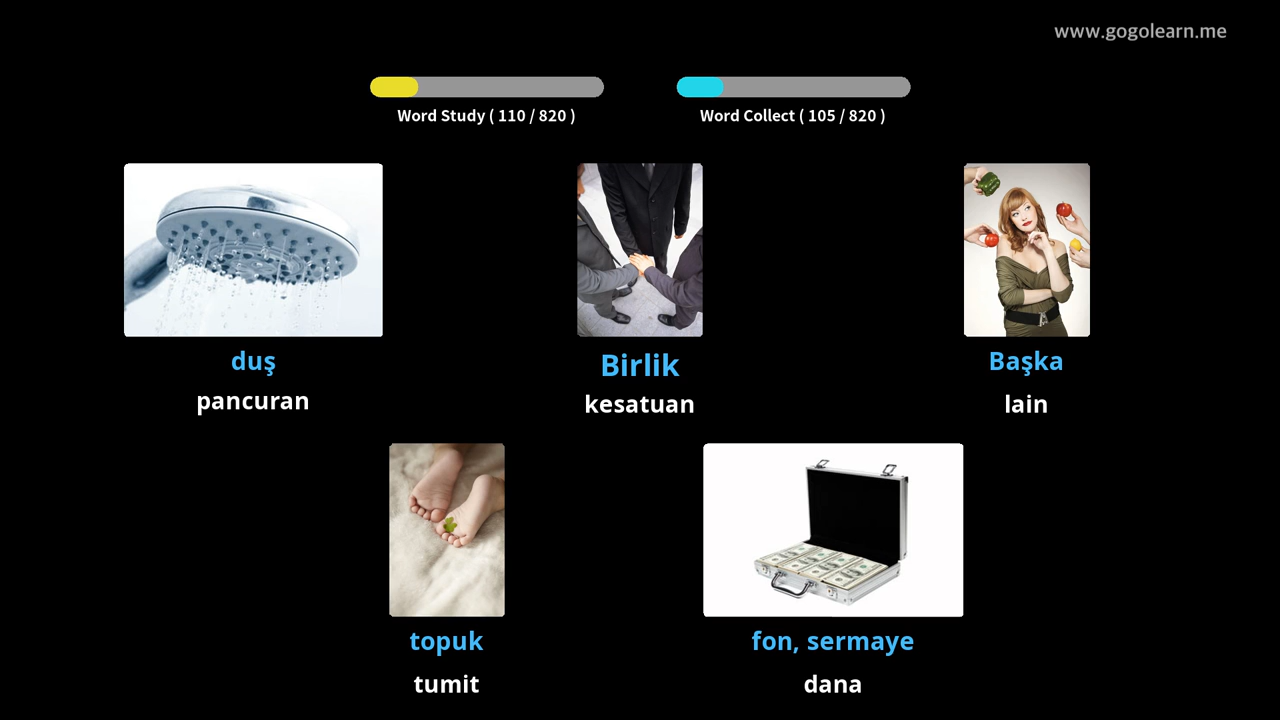 www.gogolearn.me
Word Study ( 110 / 820 )
Word Collect ( 105 / 820 )
duş
pancuran
Birlik
kesatuan
Başka
lain
topuk
tumit
fon, sermaye
dana